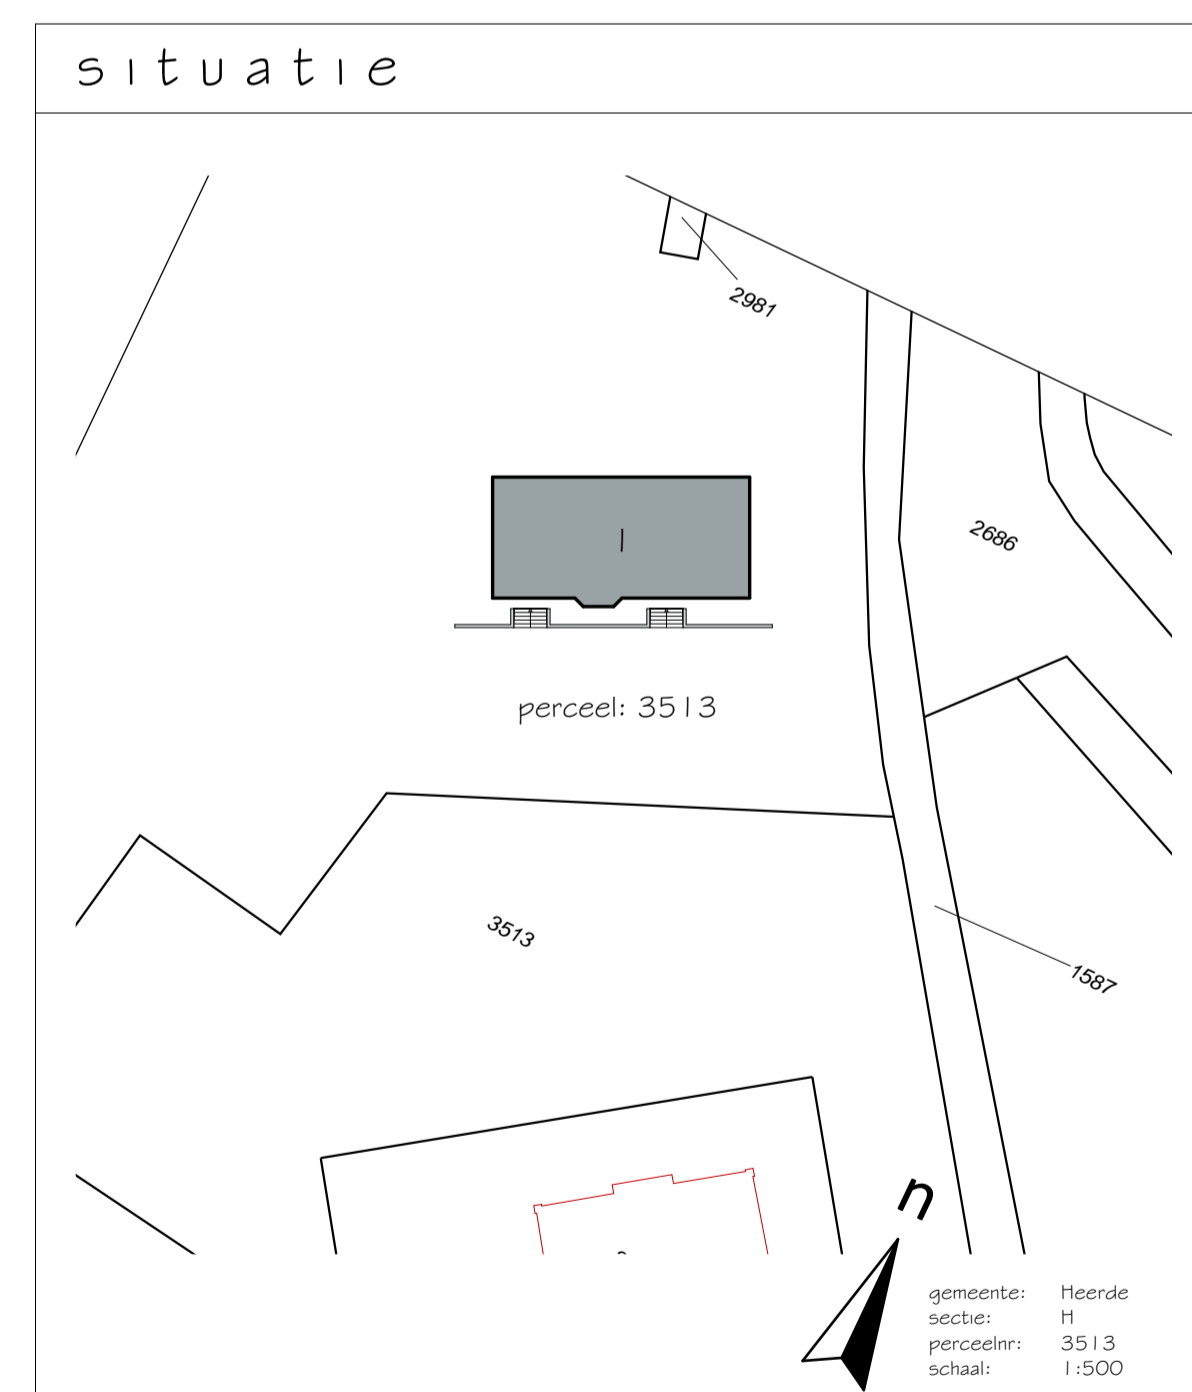 situatie
2981
2686
1
perceel: 3513
3513
1587
n
gemeente: Heerde
sectie: H
perceelnr: 3513
schaal: 1:500